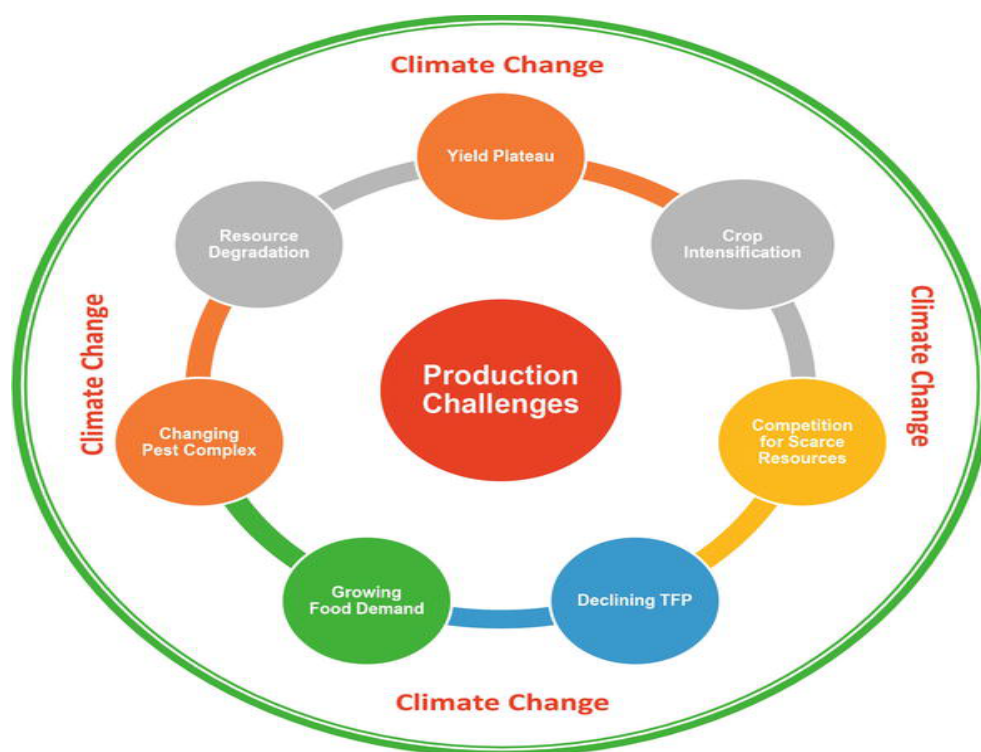 Climate Change
Yield Plateau
Resource
Degradation
Crop
Intensification
Climate Change
Climate Change
Production
Challenges
Changing
Pest Complex
Competition
for Scarce
Resources
Growing
Food Demand
Declining TFP
Climate Change